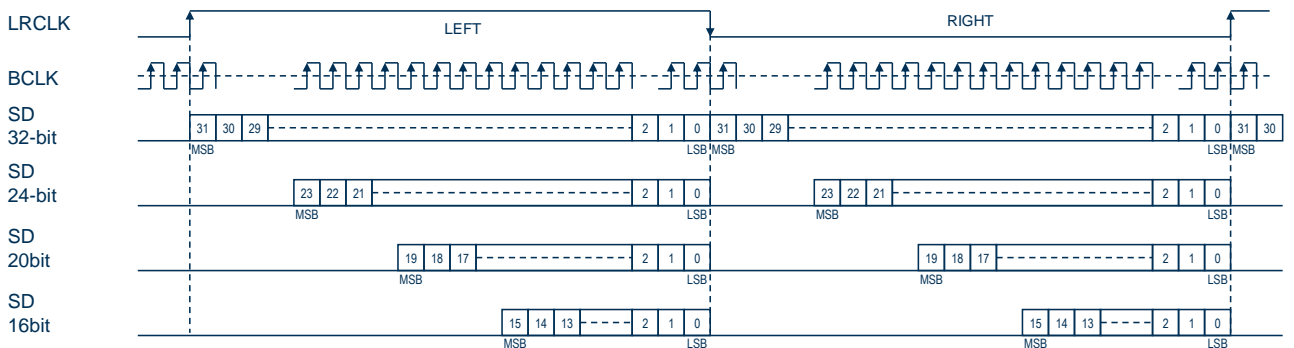 LRCLK
LEFT
RIGHT
BCLK
SD
32-bit
31 30 29 2 1 0 31 30 29 2 1 0 31 30
MSB LSB MSB LSB MSB
SD
24-bit
23 22 21 2 1 0 23 22 21 2 1 0
MSB LSB MSB LSB
SD
20bit
19 18 17 2 1 0 19 18 17 2 1 0
MSB LSB MSB LSB
SD
16bit
15 14 13 2 1 0 15 14 13 2 1 0
MSB LSB MSB LSB